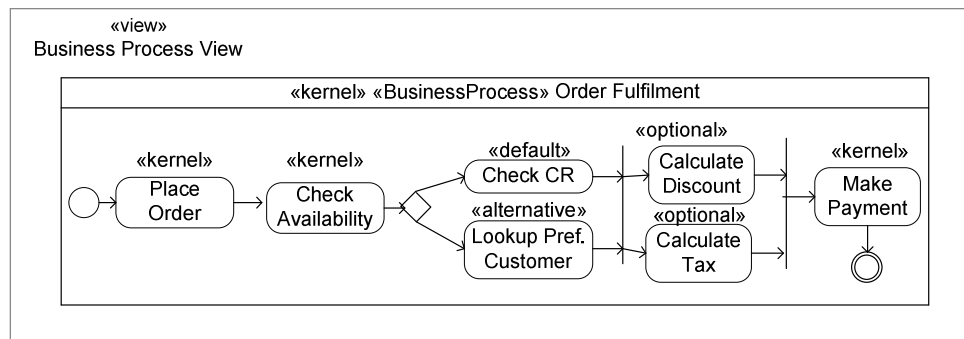 «view»
Business Process View
«kernel» «BusinessProcess» Order Fulfilment
«kernel»
Place
Order
«kernel»
Check
Availability
«default»
Check CR
«alternative»
Lookup Pref.
Customer
«optional»
Calculate
Discount
«optional»
Calculate
Tax
«kernel»
Make
Payment